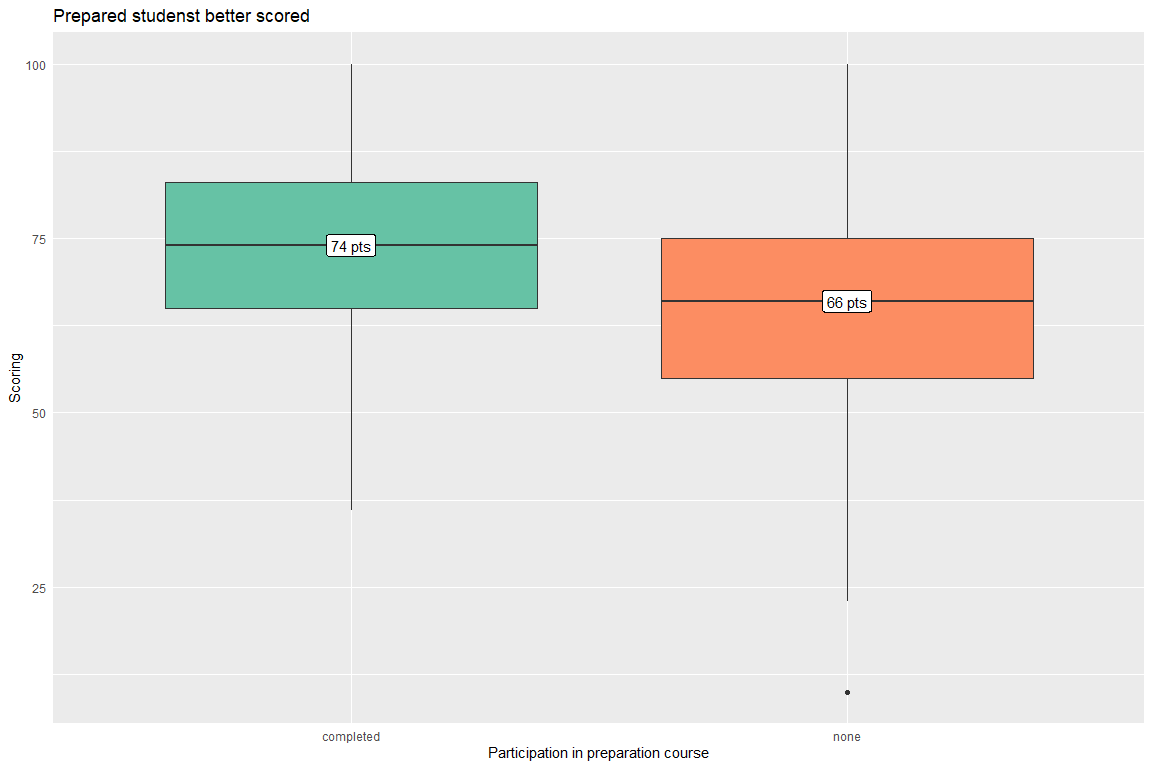 Prepared studenst better scored
100
75
50
25
Scoring
74 pts
66 pts
completed
none
Participation in preparation course